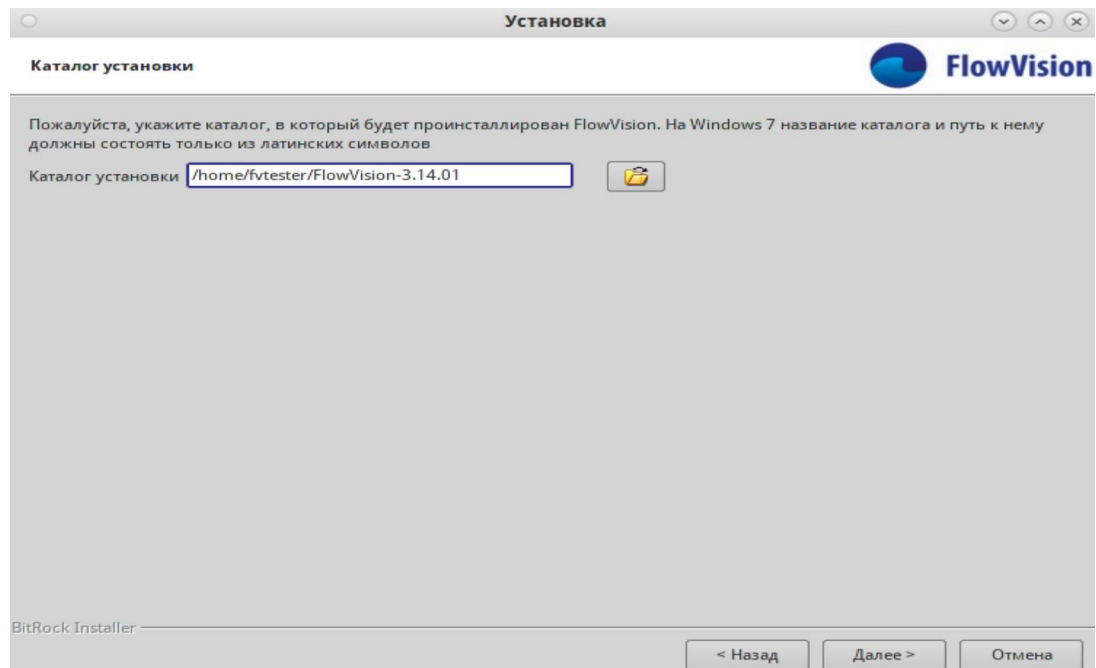 Установка
Каталог установки
FlowVision
Пожалуйста, укажите каталог, в который будет проинсталлирован FlowVision. На Windows 7 название каталога и путь к нему
должны состоять только из латинских символов
Каталог установки /home/fvtester/FlowVision-3.14.01
BitRock Installer
< Назад Далее > Отмена